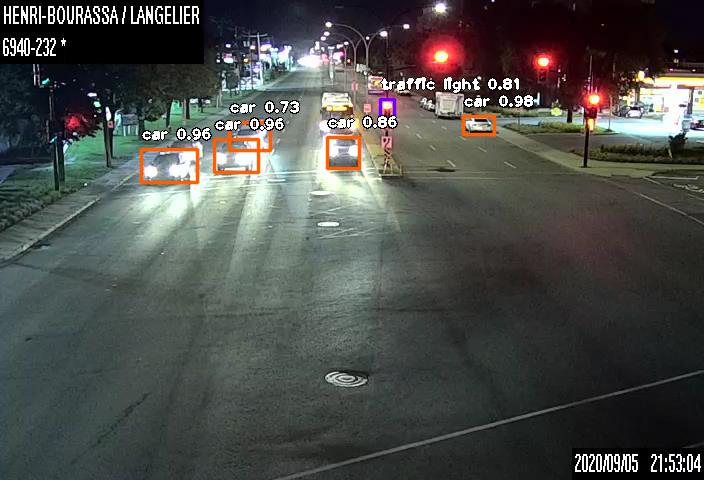 HENRI-BOURASSA / LANGELIER
6940-232 *
traffic light 0.81
car 0.98
car 0.73
car 0.96
car 0.86
car 0.96
2020/09/05 21:53:04